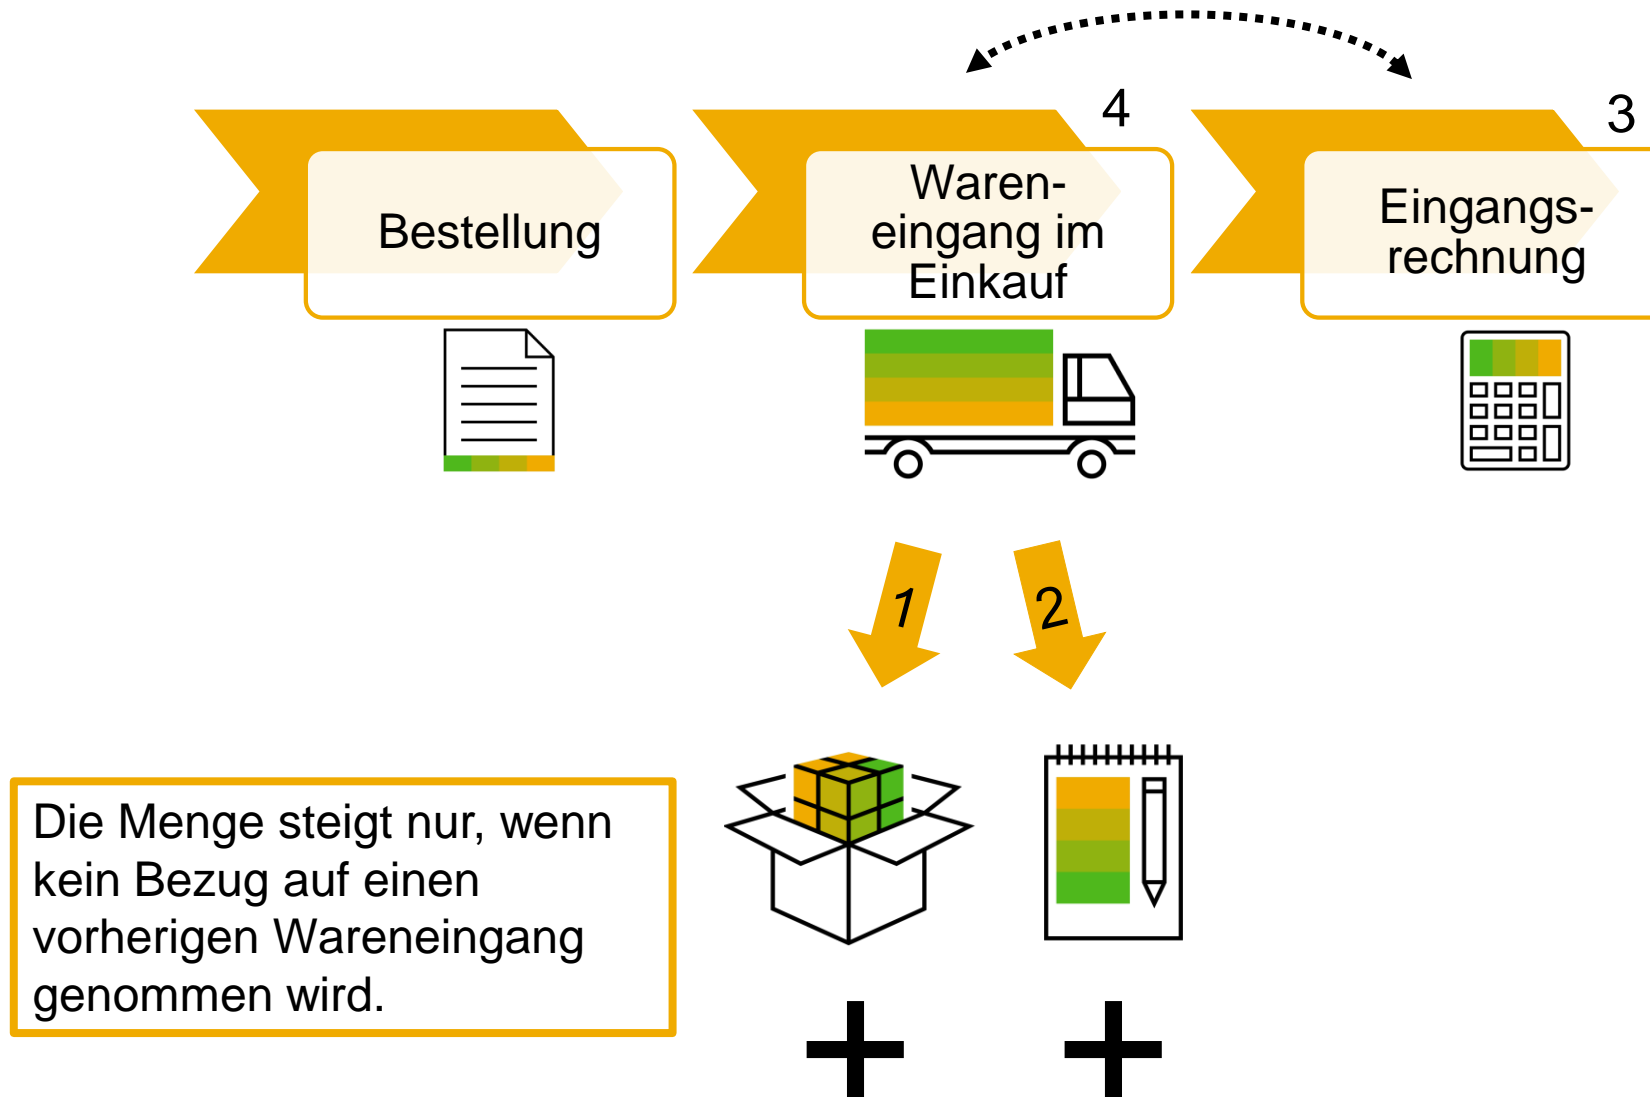 4
3
Bestellung
Waren-
eingang im
Einkauf
Eingangs-
rechnung
1
2
Die Menge steigt nur, wenn
kein Bezug auf einen
vorherigen Wareneingang
genommen wird.